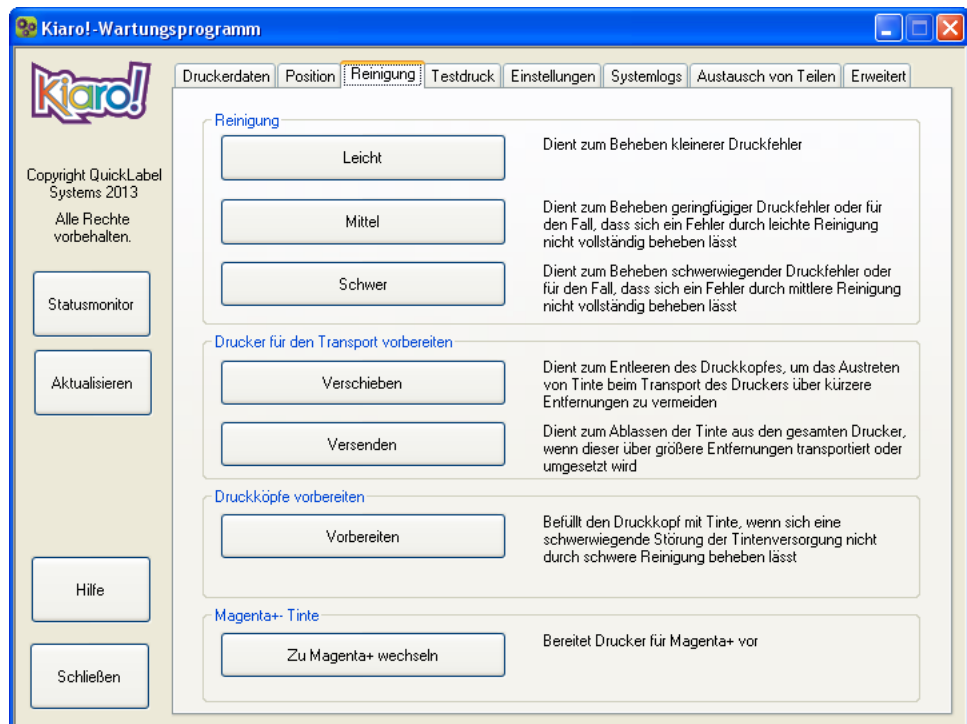 Kiaro!-Wartungsprogramm
Kiaro!
Copyright QuickLabel
Systems 2013
Alle Rechte
vorbehalten.
Statusmonitor
Aktualisieren
Hilfe
Schließen
Druckerdaten
Position
Reinigung
Testdruck
Einstellungen
Systemlogs
Austausch von Teilen
Erweitert
Reinigung
Leicht
Dient zum Beheben kleinerer Druckfehler
Mittel
Dient zum Beheben geringfügiger Druckfehler oder für
den Fall, dass sich ein Fehler durch leichte Reinigung
nicht vollständig beheben lässt
Schwer
Dient zum Beheben schwerwiegender Druckfehler oder
für den Fall, dass sich ein Fehler durch mittlere Reinigung
nicht vollständig beheben lässt
Drucker für den Transport vorbereiten
Verschieben
Dient zum Entleeren des Druckkopfes, um das Austreten
von Tinte beim Transport des Druckers über kürzere
Entfernungen zu vermeiden
Versenden
Dient zum Ablassen der Tinte aus den gesamten Drucker,
wenn dieser über größere Entfernungen transportiert oder
umgesetzt wird
Druckköpfe vorbereiten
Vorbereiten
Befüllt den Druckkopf mit Tinte, wenn sich eine
schwerwiegende Störung der Tintenversorgung nicht
durch schwere Reinigung beheben lässt
Magenta+- Tinte
Zu Magenta+ wechseln
Bereitet Drucker für Magenta+ vor